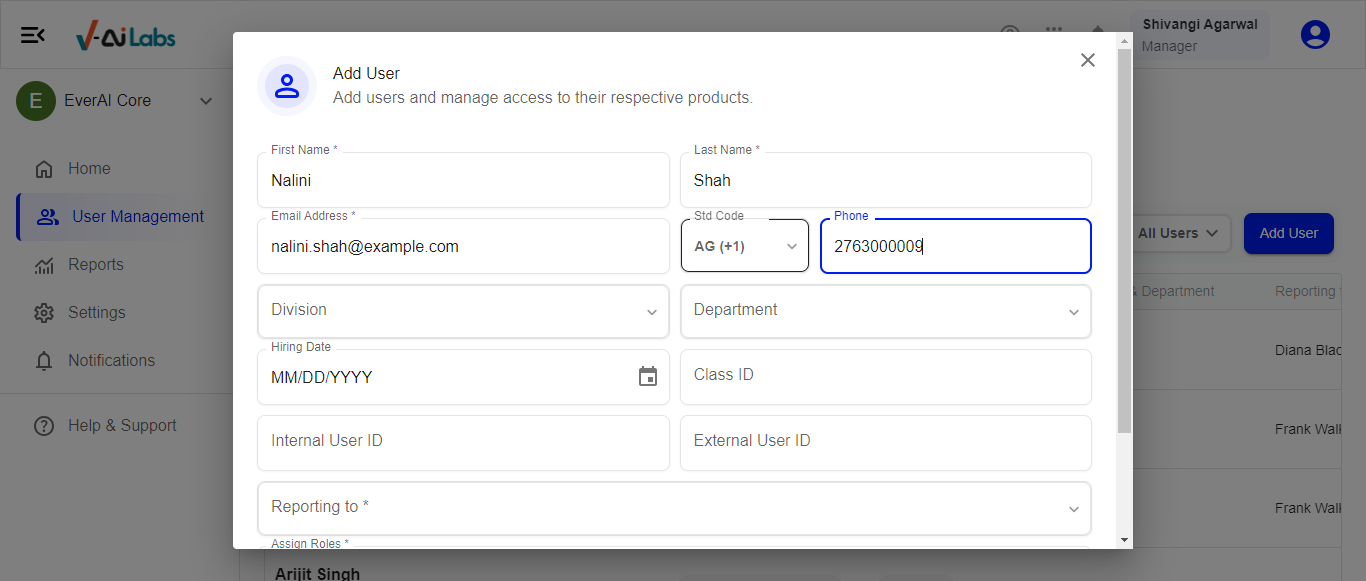 V-Ai Labs
Shivangi Agarwal
Manager
E
EverAI Core
Home
User Management
Reports
Settings
Notifications
Help & Support
Add User
Add users and manage access to their respective products.
First Name *
Nalini
Last Name *
Shah
Email Address *
nalini.shah@example.com
Std Code
AG (+1)
Phone
2763000009
Division
Department
Hiring Date
MM/DD/YYYY
Class ID
Internal User ID
External User ID
Reporting to *
Assign Roles *
All Users
Add User
& Department
Reporting
Diana Blac
Frank Wal
Frank Wal
Arijit Singh